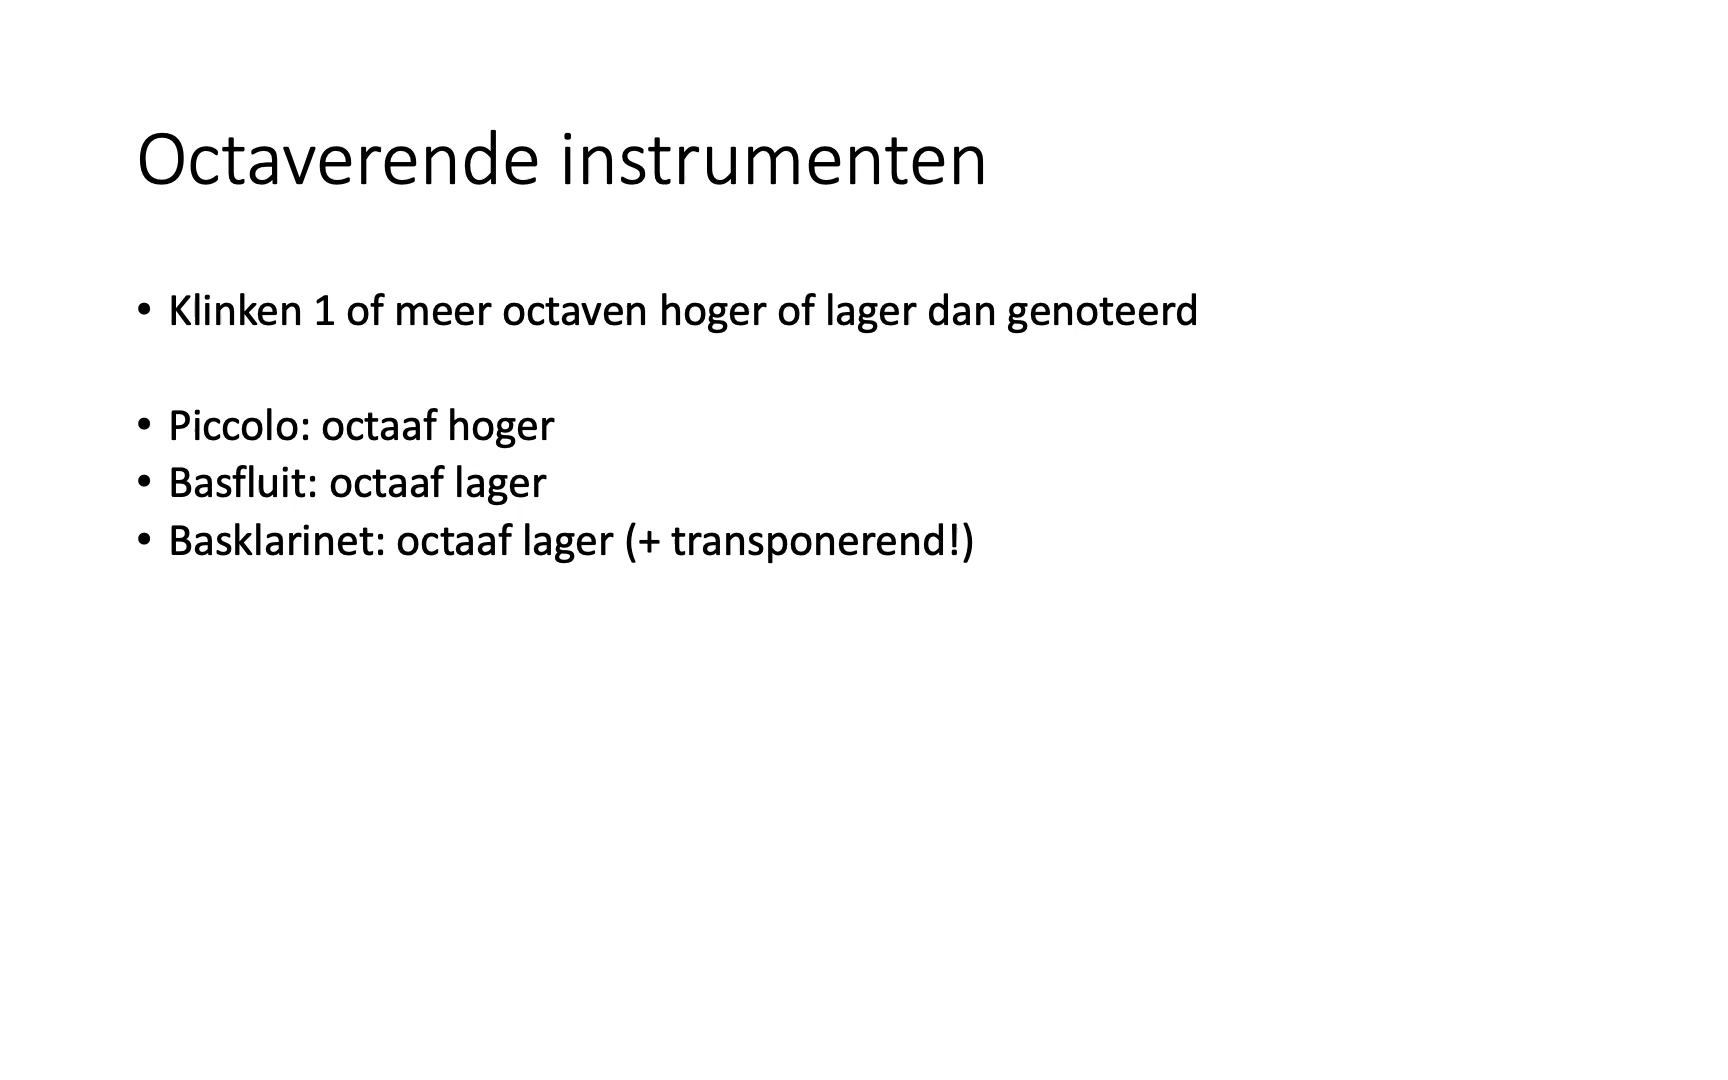 Octaverende instrumenten
• Klinken 1 of meer octaven hoger of lager dan genoteerd
• Piccolo: octaaf hoger
• Basfluit: octaaf lager
• Basklarinet: octaaf lager (+ transponerend!)